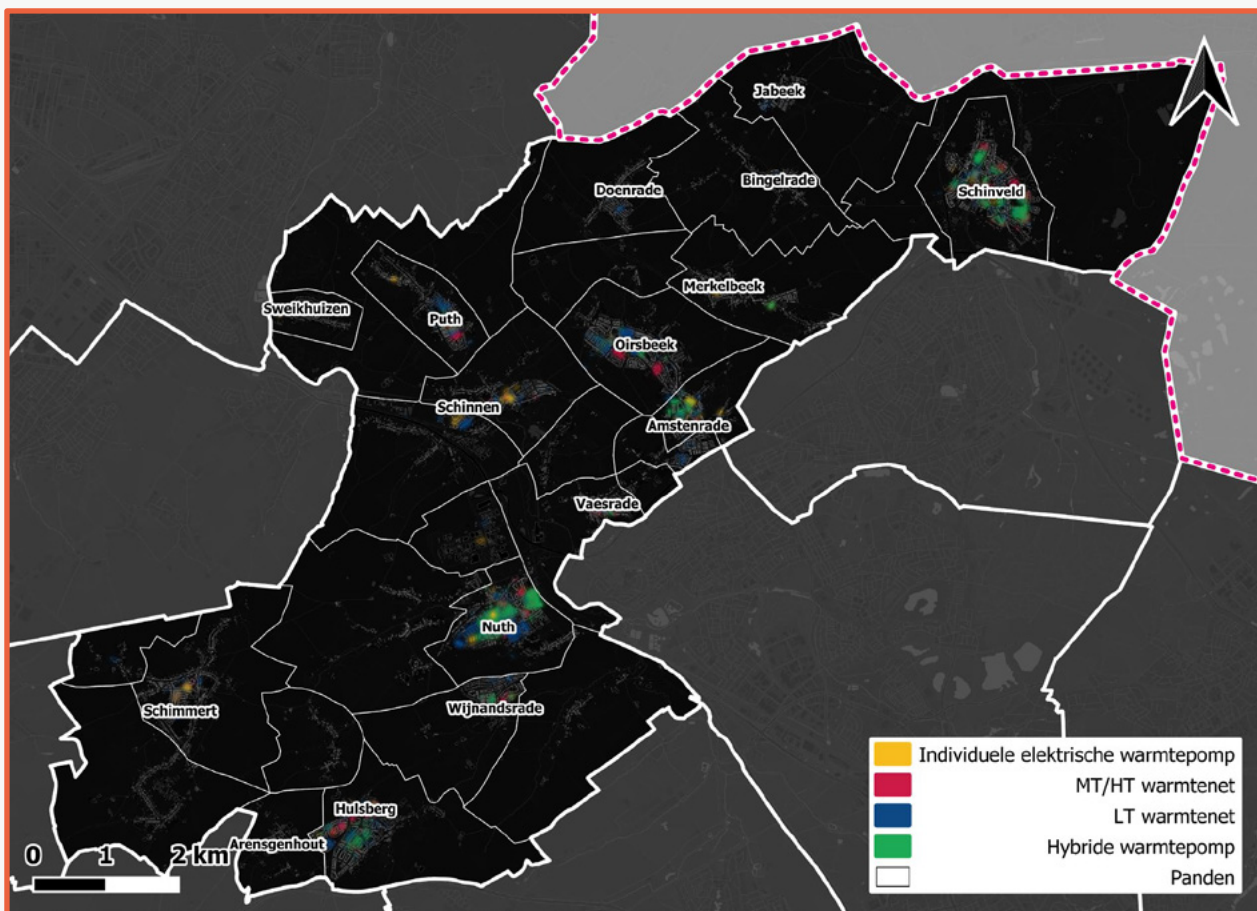 Jabeek
Doenrade
Bingelrade
Schinveld
Merkelbeek
Sweikhuizen
Puth
Oirsbeek
Schinnen
Amstenrade
Vaesrade
Nuth
Schimmert
Wijnandsrade
Hulsberg
Arensgenhout
0 1 2 km
Individuele elektrische warmtepomp
MT/HT warmtenet
LT warmtenet
Hybride warmtepomp
Panden